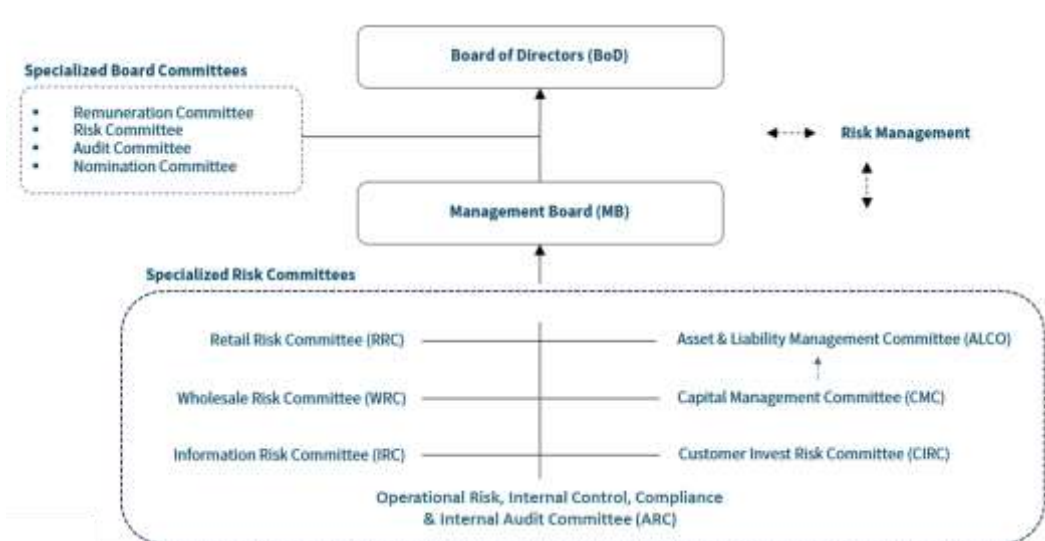 Board of Directors (BoD)
Specialized Board Committees
▪ Remuneration Committee
▪ Risk Committee
▪ Audit Committee
▪ Nomination Committee
Risk Management
Management Board (MB)
Specialized Risk Committees
Retail Risk Committee (RRC)
Asset & Liability Management Committee (ALCO)
Wholesale Risk Committee (WRC)
Capital Management Committee (CMC)
Information Risk Committee (IRC)
Customer Invest Risk Committee (CIRC)
Operational Risk, Internal Control, Compliance
& Internal Audit Committee (ARC)